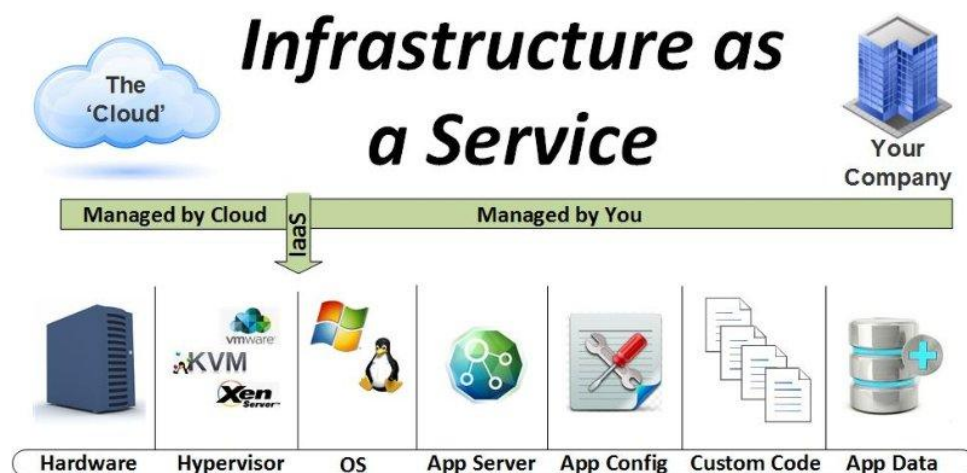 Infrastructure as
a Service
The
‘Cloud’
Your
Company
Managed by Cloud
IaaS
Managed by You
vmware
KVM
Xen
Server
Hardware
Hypervisor
OS
App Server
App Config
Custom Code
App Data